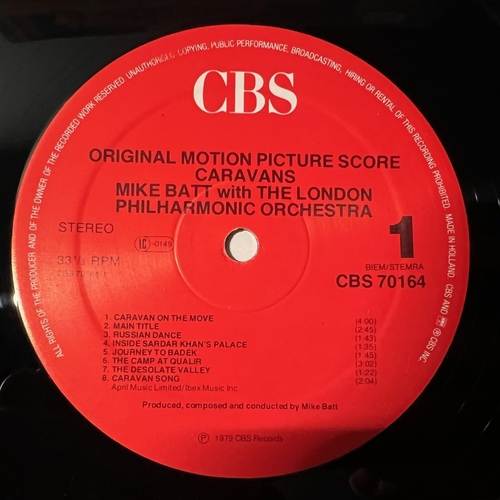 ALL RIGHTS OF THE PRODUCER AND OF THE OWNER OF THE RECORDED WORK RESERVED. UNAUTHORISED COPYING, PUBLIC PERFORMANCE, BROADCASTING, HIRING OR RENTAL OF THIS RECORD PROHIBITED. MADE IN HOLLAND. CBS AND ® CBS INC
CBS
ORIGINAL MOTION PICTURE SCORE
CARAVANS
MIKE BATT with THE LONDON
PHILHARMONIC ORCHESTRA
STEREO
LC-0149
33⅓ RPM
1
BIEM/STEMRA
CBS 70164
1. CARAVAN ON THE MOVE (4:00)
2. MAIN TITLE (2:45)
3. RUSSIAN DANCE (1:43)
4. INSIDE SARDAR KHAN'S PALACE (1:35)
5. JOURNEY TO BADEK (1:45)
6. THE CAMP AT QUALIR (3:02)
7. THE DESOLATE VALLEY (1:22)
8. CARAVAN SONG (2:04)
April Music Limited/Ibex Music Inc
Produced, composed and conducted by Mike Batt
Ⓟ 1979 CBS Records